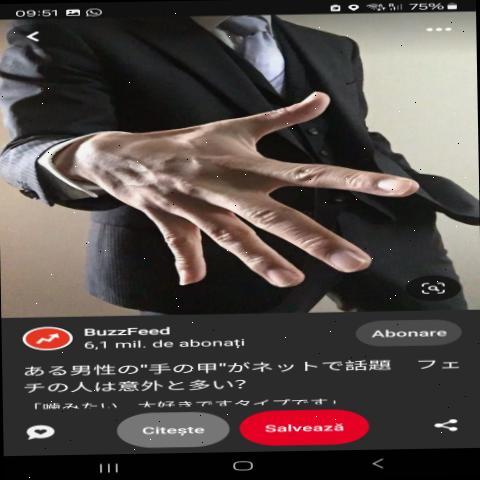 09:51
75%
BuzzFeed
6,1 mil. de abonați
Abonare
ある男性の"手の甲"がネットで話題 フェ
チの人は意外と多い?
「噛みたい 大好きですタイプです」
Citește
Salvează